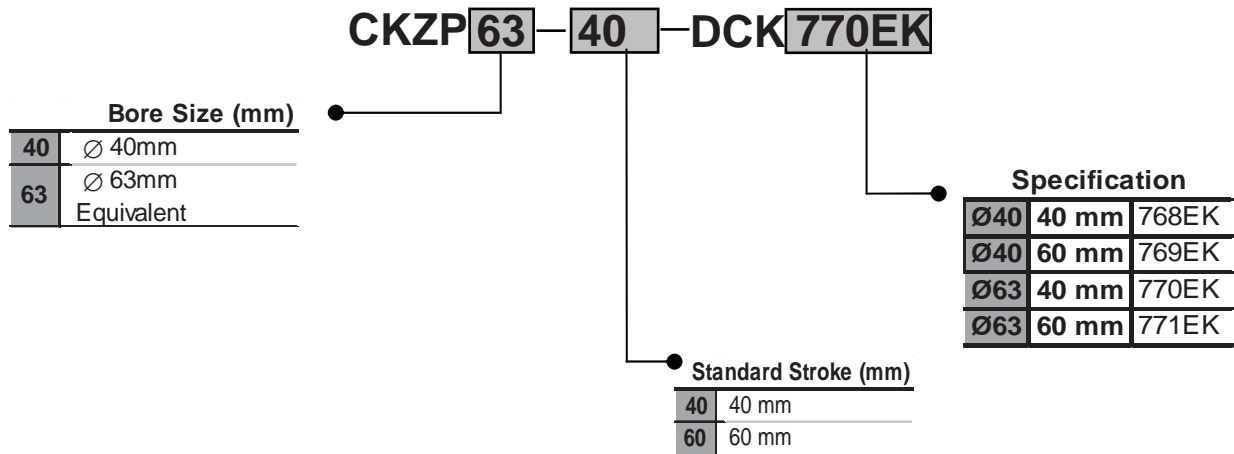 CKZP 63 — 40 — DCK 770EK
Bore Size (mm)
40 Ø 40mm
63 Ø 63mm
Equivalent
Specification
Ø40 40 mm 768EK
Ø40 60 mm 769EK
Ø63 40 mm 770EK
Ø63 60 mm 771EK
Standard Stroke (mm)
40 40 mm
60 60 mm